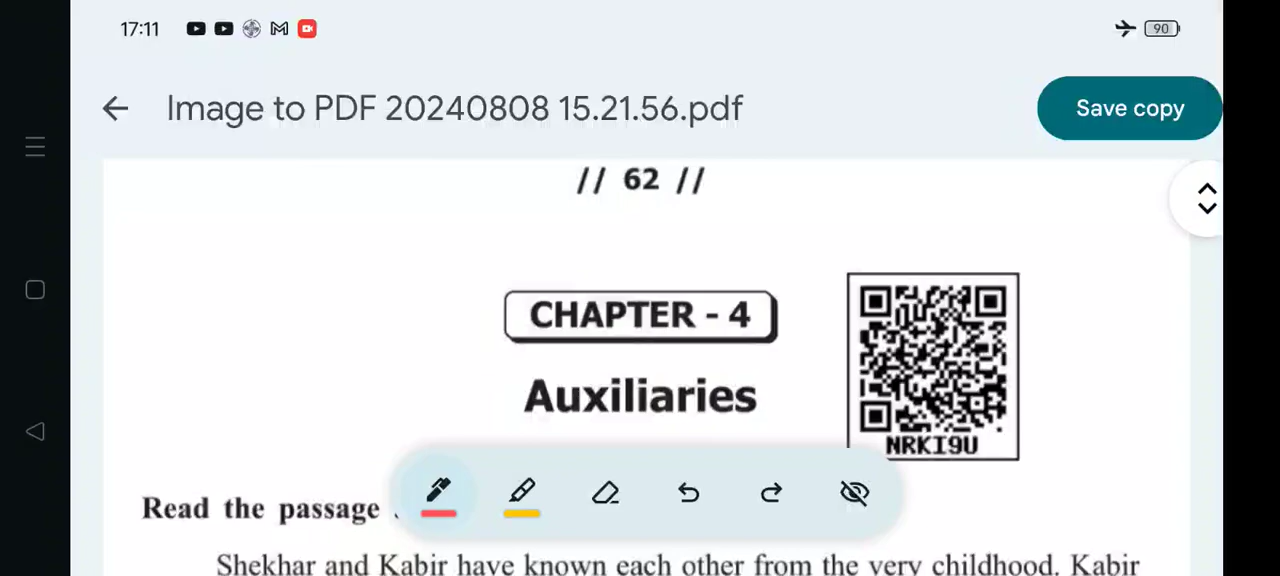 17:11
90
Image to PDF 20240808 15.21.56.pdf
Save copy
// 62 //
CHAPTER - 4
Auxiliaries
NRKI9U
Read the passage
Shekhar and Kabir have known each other from the very childhood. Kabir